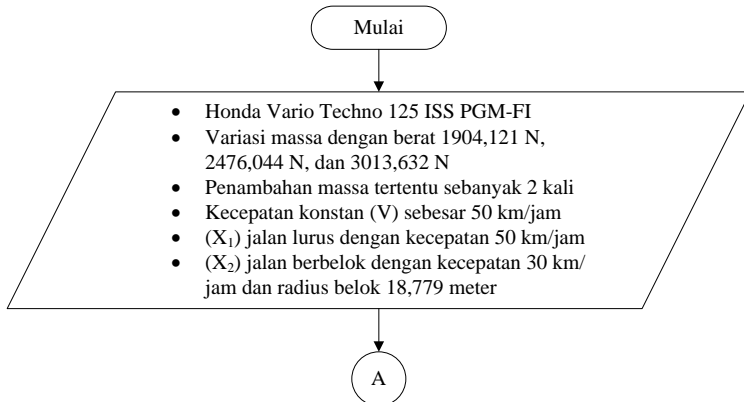 Mulai
• Honda Vario Techno 125 ISS PGM-FI
• Variasi massa dengan berat 1904,121 N,
2476,044 N, dan 3013,632 N
• Penambahan massa tertentu sebanyak 2 kali
• Kecepatan konstan (V) sebesar 50 km/jam
• (X₁) jalan lurus dengan kecepatan 50 km/jam
• (X₂) jalan berbelok dengan kecepatan 30 km/
jam dan radius belok 18,779 meter
A